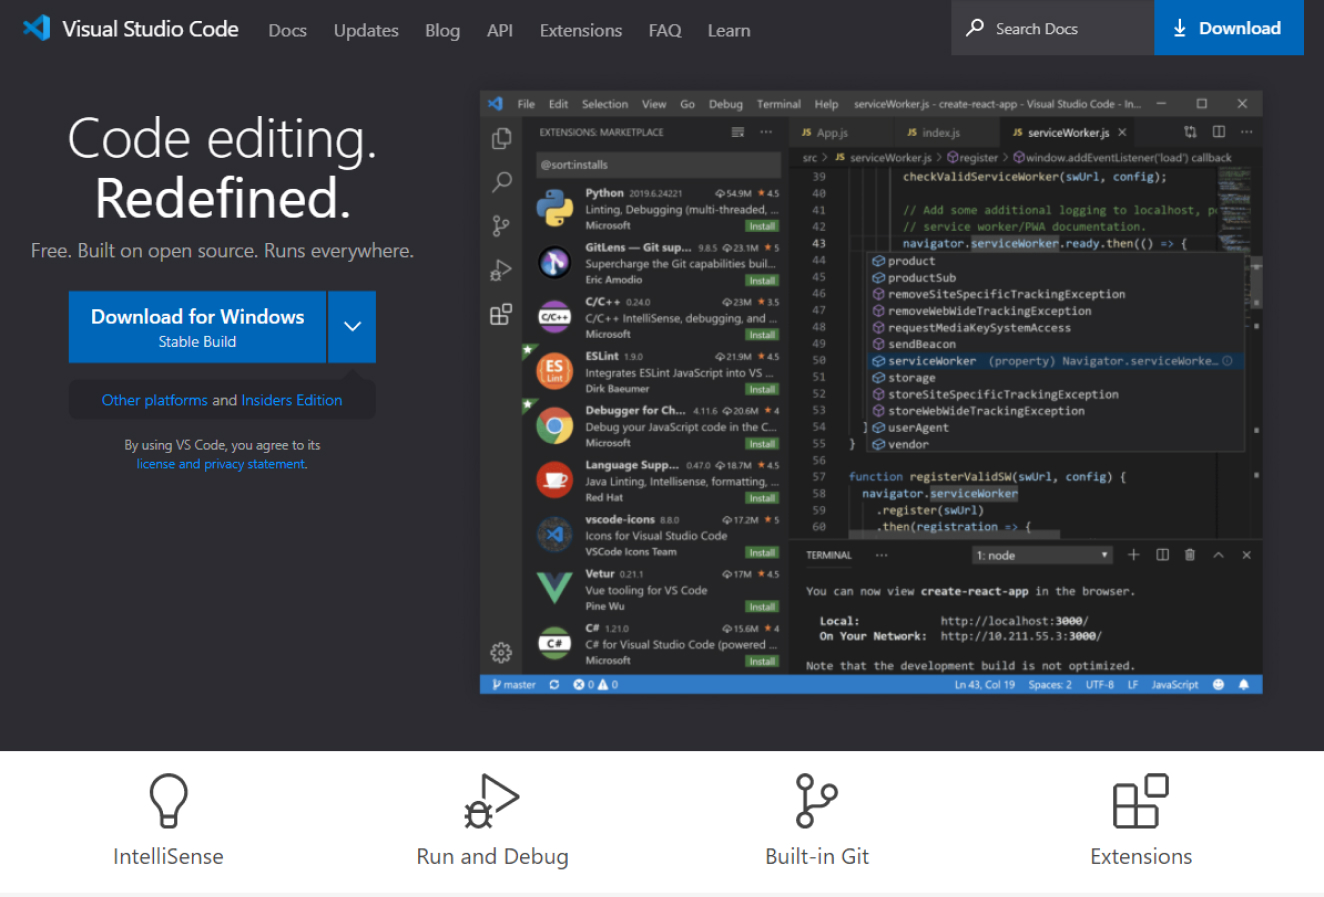 Visual Studio Code Docs Updates Blog API Extensions FAQ Learn Search Docs Download
Code editing.
Redefined.
Free. Built on open source. Runs everywhere.
Download for Windows
Stable Build
Other platforms and Insiders Edition
By using VS Code, you agree to its
license and privacy statement.
File Edit Selection View Go Debug Terminal Help serviceWorker.js - create-react-app - Visual Studio Code - In...
EXTENSIONS: MARKETPLACE
@sort:installs
Python 2019.6.24221 54.9M 4.5
Linting, Debugging (multi-threaded, ...
Microsoft Install
GitLens — Git sup... 9.8.5 23.1M 5
Supercharge the Git capabilities buil...
Eric Amodio Install
C/C++
C/C++ 0.24.0 23M 3.5
C/C++ IntelliSense, debugging, and ...
Microsoft Install
ES
Lint
ESLint 1.9.0 21.9M 4.5
Integrates ESLint JavaScript into VS ...
Dirk Baeumer Install
Debugger for Ch... 4.11.6 20.6M 4
Debug your JavaScript code in the C...
Microsoft Install
Language Supp... 0.47.0 18.7M 4.5
Java Linting, Intellisense, formatting, ...
Red Hat Install
vscode-icons 8.8.0 17.2M 5
Icons for Visual Studio Code
VSCode Icons Team Install
Vetur 0.21.1 17M 4.5
Vue tooling for VS Code
Pine Wu Install
C#
C# 1.21.0 15.6M 4
C# for Visual Studio Code (powered ...
Microsoft Install
JS App.js JS index.js JS serviceWorker.js
src > JS serviceWorker.js > register > window.addEventListener('load') callback
39 checkValidServiceWorker(swUrl, config);
40
41 // Add some additional logging to localhost, p
42 // service worker/PWA documentation.
43 navigator.serviceWorker.ready.then(() => {
44 product
45 productSub
46 removeSiteSpecificTrackingException
47 removeWebWideTrackingException
48 requestMediaKeySystemAccess
49 sendBeacon
50 serviceWorker (property) Navigator.serviceWorke...
51 storage
52 storeSiteSpecificTrackingException
53 storeWebWideTrackingException
54 } userAgent
55 } vendor
56
57 function registerValidSW(swUrl, config) {
58 navigator.serviceWorker
59 .register(swUrl)
60 .then(registration => {
TERMINAL ... 1: node
You can now view create-react-app in the browser.
Local: http://localhost:3000/
On Your Network: http://10.211.55.3:3000/
Note that the development build is not optimized.
master 0 0 Ln 43, Col 19 Spaces: 2 UTF-8 LF JavaScript
IntelliSense Run and Debug Built-in Git Extensions